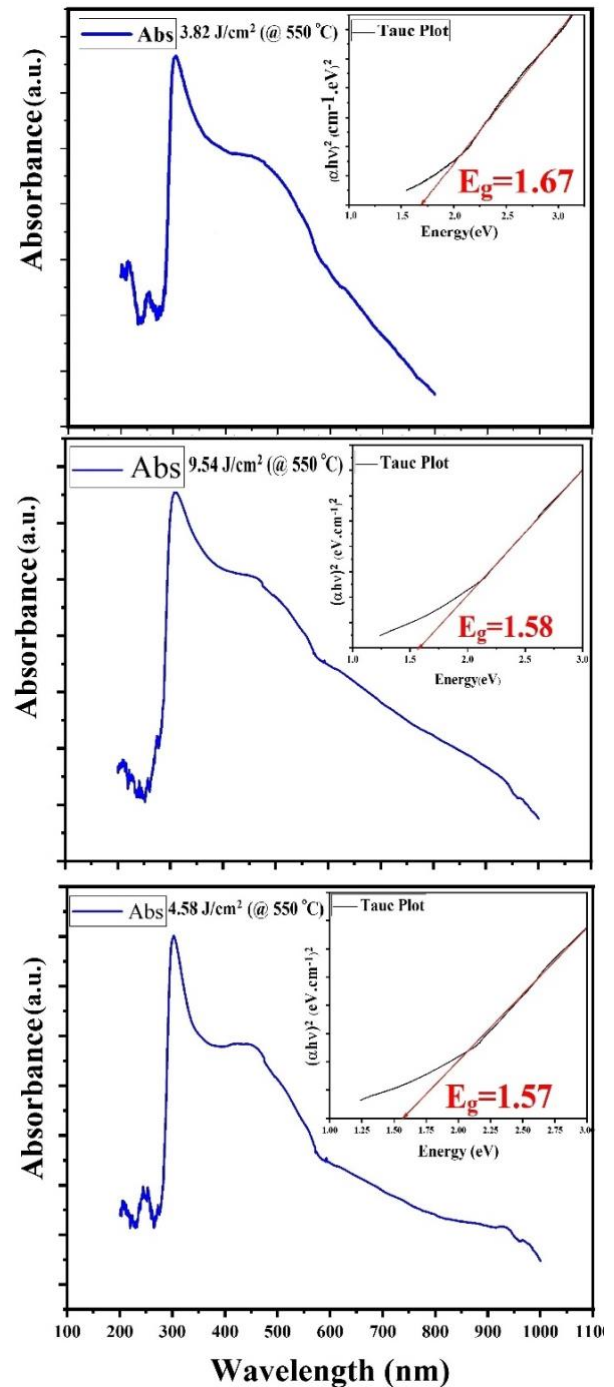 Abs 3.82 J/cm² (@ 550 °C)
Tauc Plot
(αhν)² (cm⁻¹.eV)²
E_g=1.67
1.0 1.5 2.0 2.5 3.0
Energy(eV)
Absorbance(a.u.)
Abs 9.54 J/cm² (@ 550 °C)
Tauc Plot
(αhν)² (eV.cm⁻¹)²
E_g=1.58
1.0 1.5 2.0 2.5 3.0
Energy(eV)
Absorbance(a.u.)
Abs 4.58 J/cm² (@ 550 °C)
Tauc Plot
(αhν)² (eV.cm⁻¹)²
E_g=1.57
1.00 1.25 1.50 1.75 2.00 2.25 2.50 2.75 3.00
Energy (eV)
Absorbance(a.u.)
100 200 300 400 500 600 700 800 900 1000 1100
Wavelength (nm)